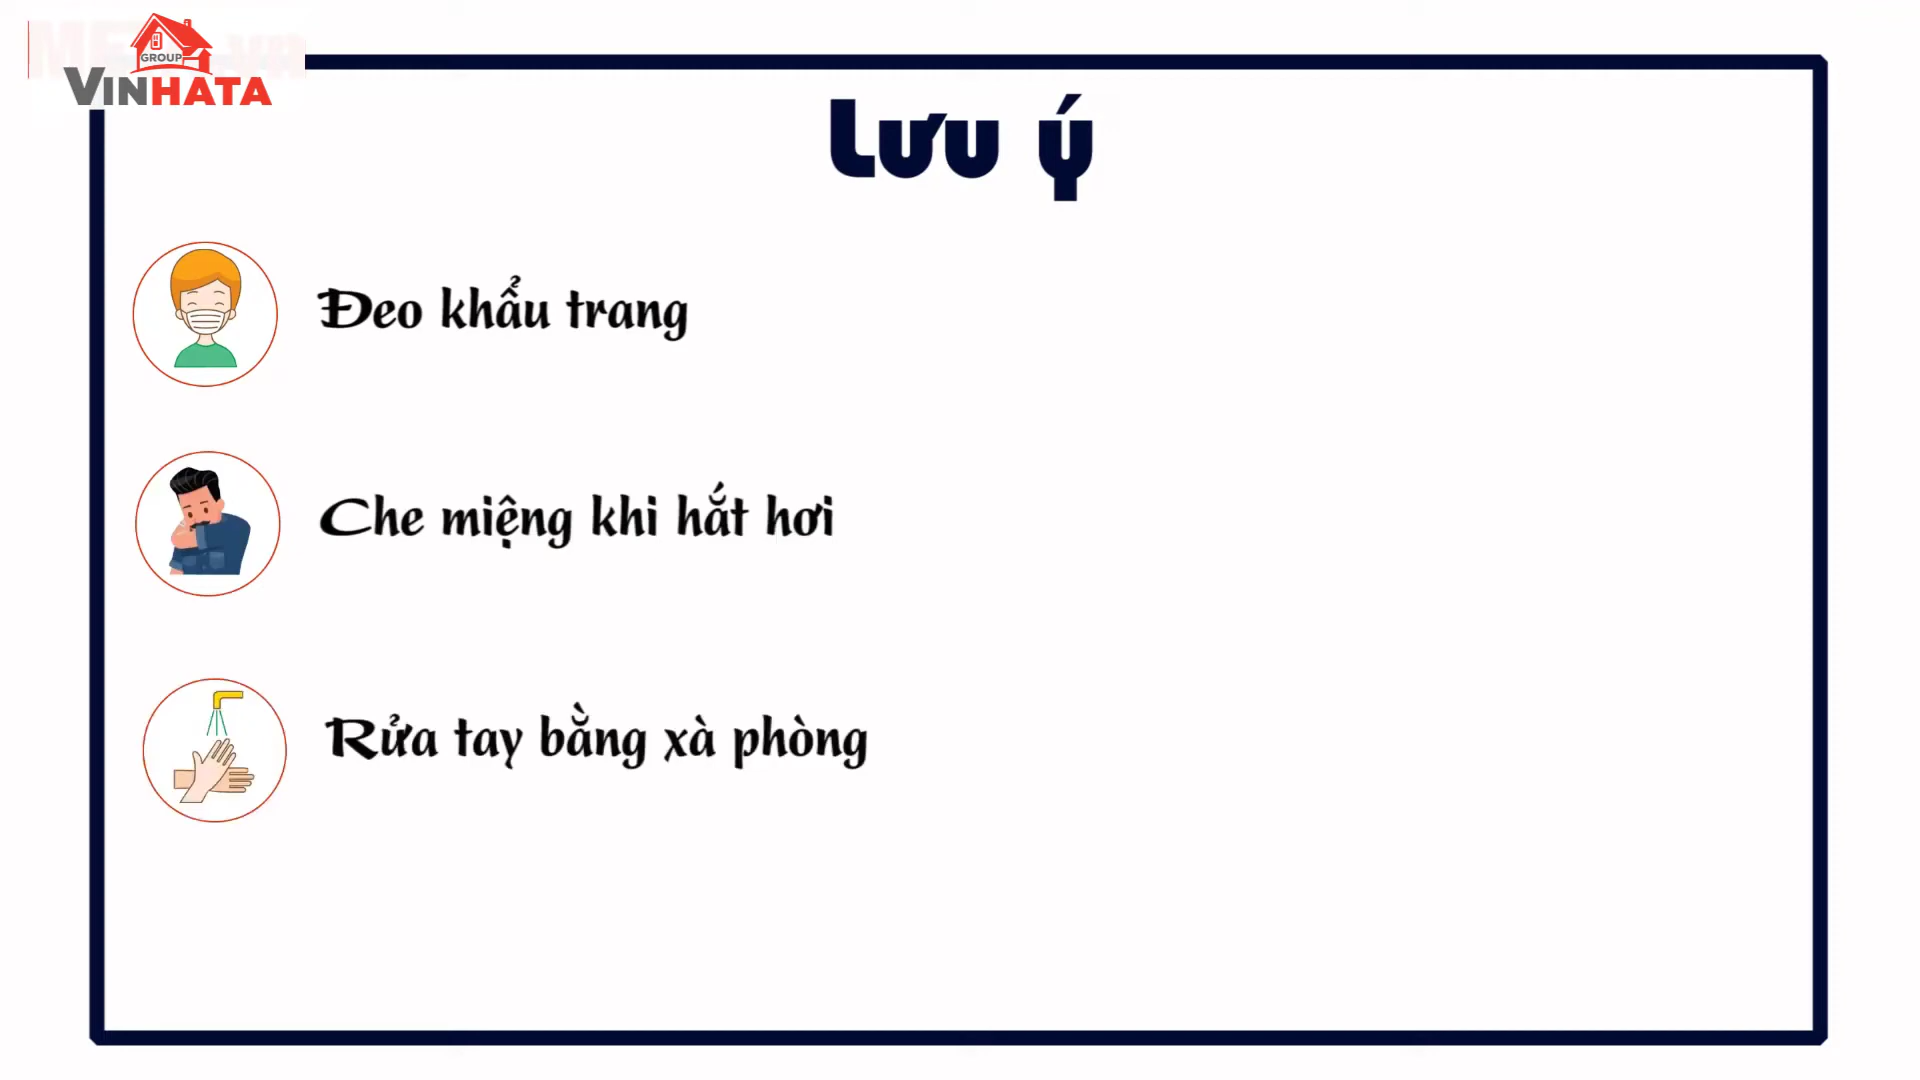 GROUP
VINHATA
Lưu ý
Đeo khẩu trang
Che miệng khi hắt hơi
Rửa tay bằng xà phòng